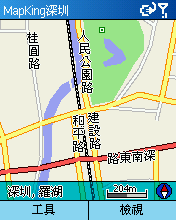 MapKing深圳
桂圓路
人民公園路
和平路
建設路
路東南深
深圳, 羅湖
204m
工具
檢視